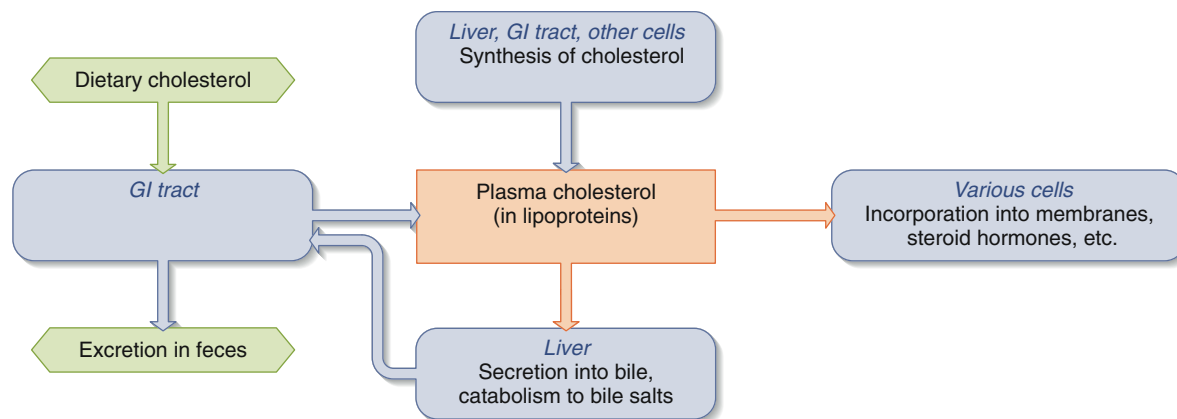 Liver, GI tract, other cells
Synthesis of cholesterol
Dietary cholesterol
GI tract
Plasma cholesterol
(in lipoproteins)
Various cells
Incorporation into membranes,
steroid hormones, etc.
Excretion in feces
Liver
Secretion into bile,
catabolism to bile salts